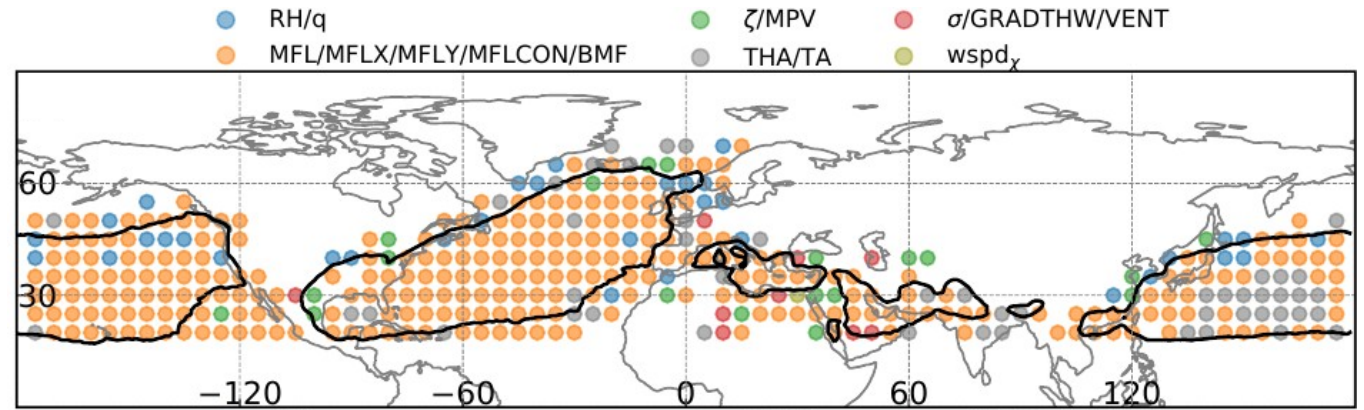 RH/q ζ/MPV σ/GRADTHW/VENT
MFL/MFLX/MFLY/MFLCON/BMF THA/TA wspdᵪ
60
30
−120 −60 0 60 120